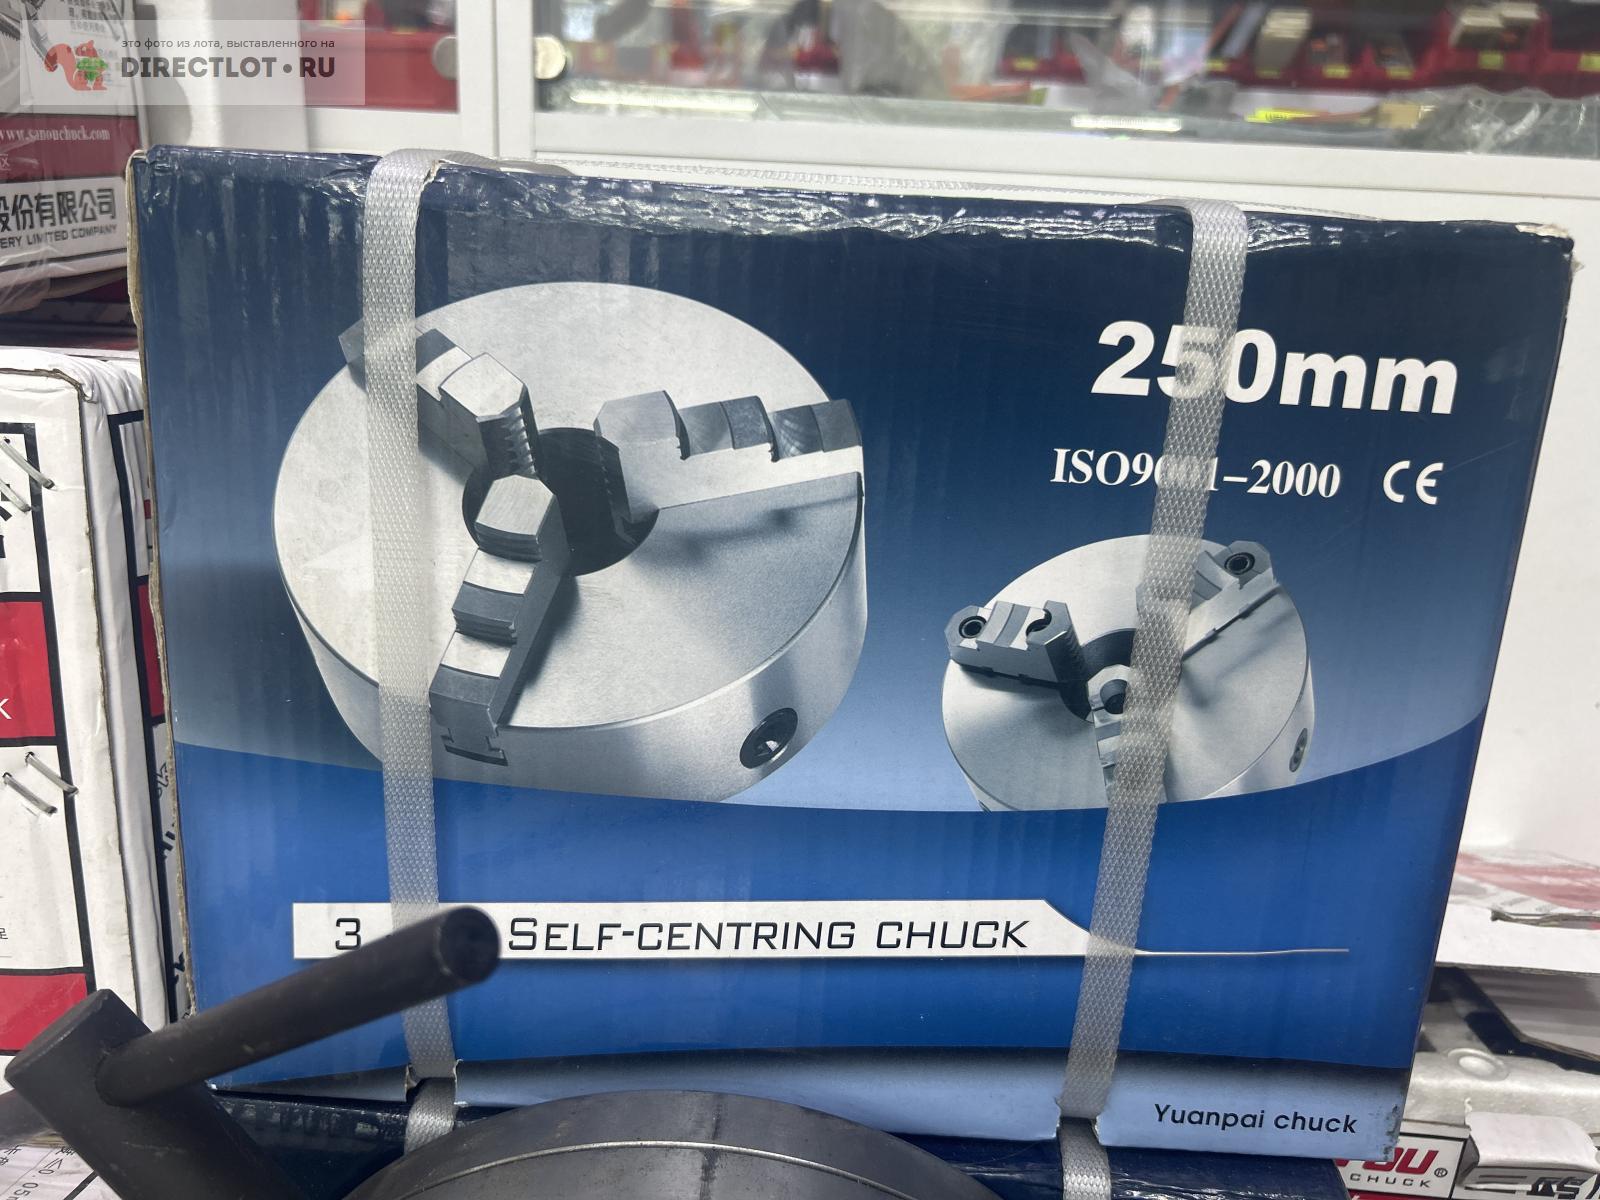 это фото из лота, выставленного на
DIRECTLOT.RU
www.sanouchuck.com
股份有限公司
ERY LIMITED COMPANY
250mm
ISO9001-2000 CE
3 SELF-CENTRING CHUCK
Yuanpai chuck
CHUCK